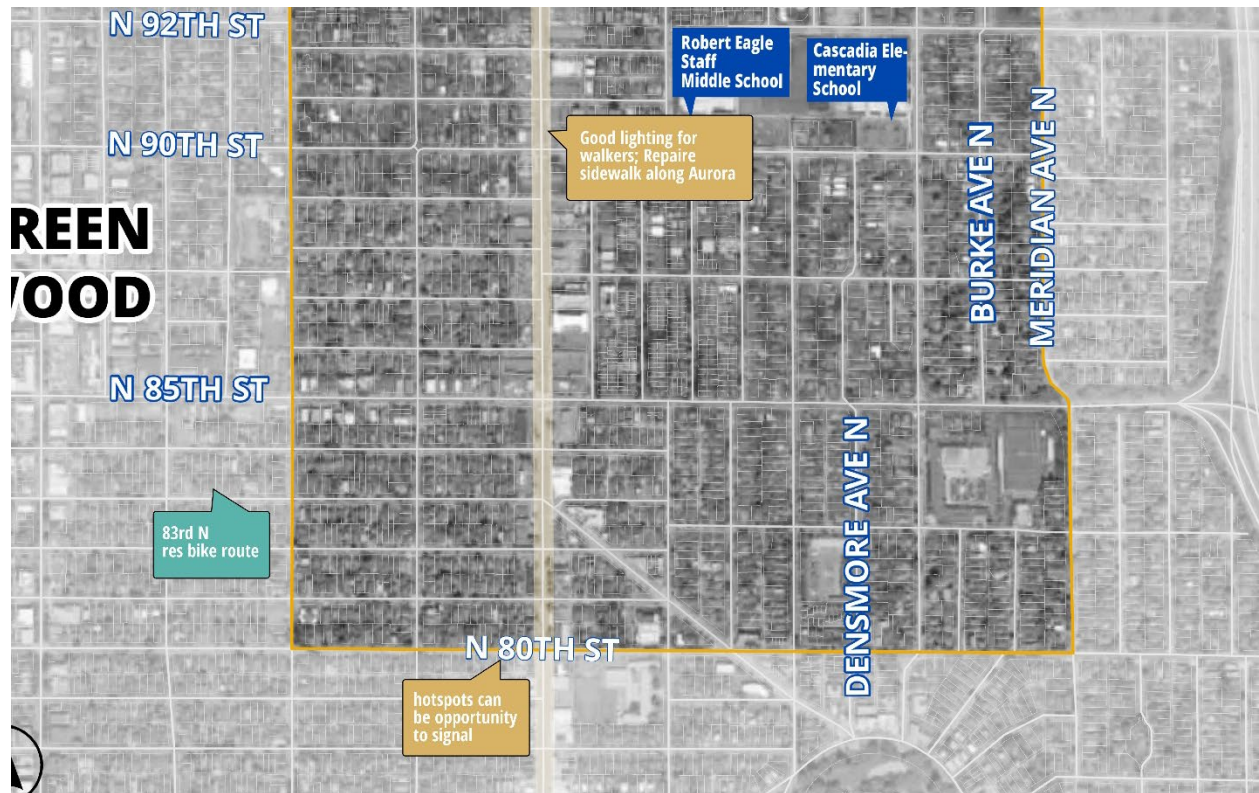 N 92TH ST
Robert Eagle
Staff
Middle School
Cascadia Ele-
mentary
School
N 90TH ST
Good lighting for
walkers; Repaire
sidewalk along Aurora
BURKE AVE N
MERIDIAN AVE N
REEN
WOOD
N 85TH ST
DENSMORE AVE N
83rd N
res bike route
N 80TH ST
hotspots can
be opportunity
to signal